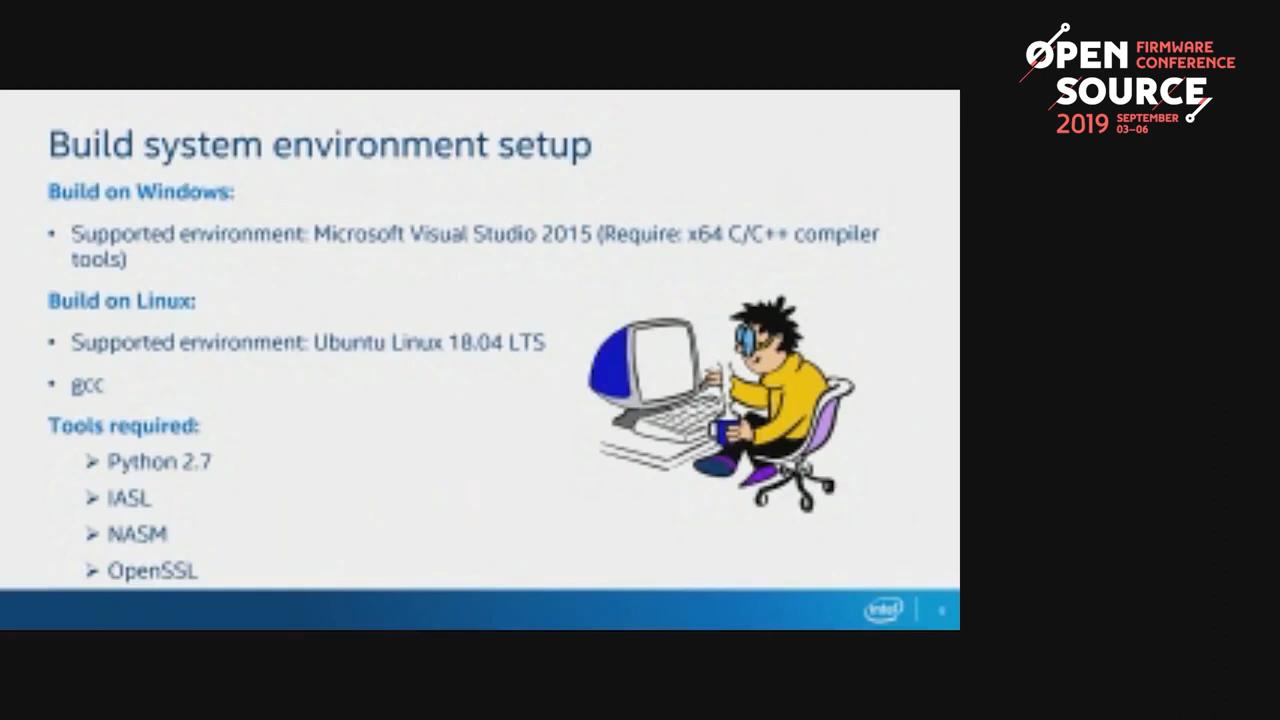 OPEN FIRMWARE
CONFERENCE
SOURCE
2019 SEPTEMBER
03–06
Build system environment setup
Build on Windows:
• Supported environment: Microsoft Visual Studio 2015 (Require: x64 C/C++ compiler
tools)
Build on Linux:
• Supported environment: Ubuntu Linux 18.04 LTS
• gcc
Tools required:
➢ Python 2.7
➢ IASL
➢ NASM
➢ OpenSSL
intel